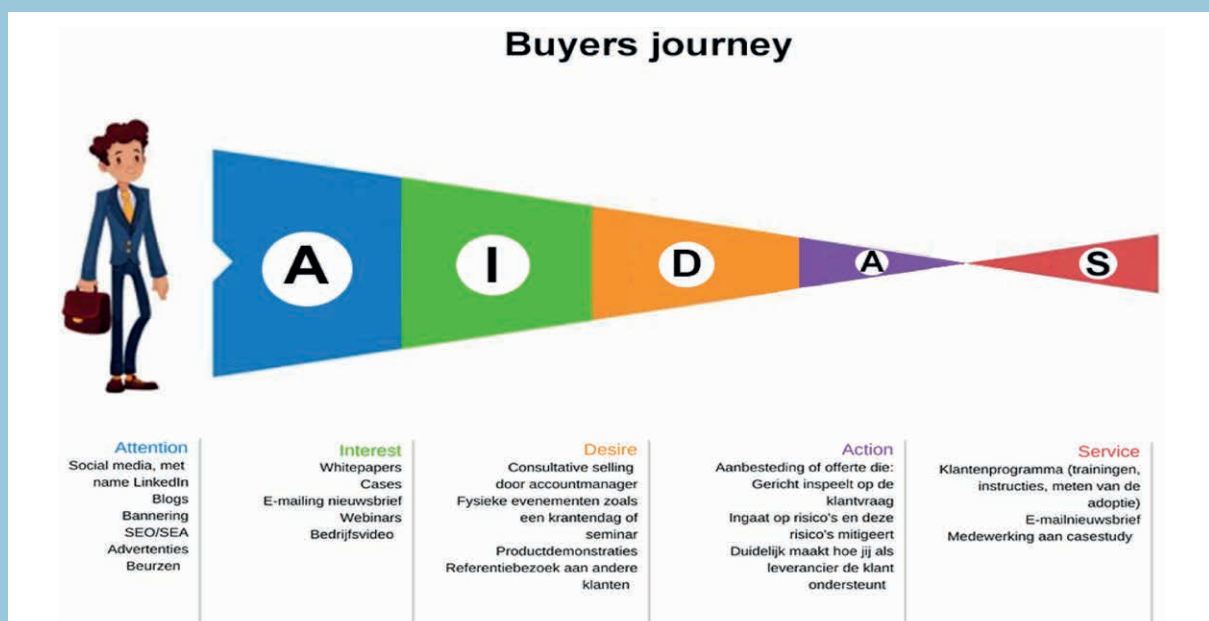 Buyers journey
A
I
D
A
S
Attention
Social media, met
name LinkedIn
Blogs
Bannering
SEO/SEA
Advertenties
Beurzen
Interest
Whitepapers
Cases
E-mailing nieuwsbrief
Webinars
Bedrijfsvideo
Desire
Consultative selling
door accountmanager
Fysieke evenementen zoals
een krantendag of
seminar
Productdemonstraties
Referentiebezoek aan andere
klanten
Action
Aanbesteding of offerte die:
Gericht inspeelt op de
klantvraag
Ingaat op risico's en deze
risico's mitigeert
Duidelijk maakt hoe jij als
leverancier de klant
ondersteunt
Service
Klantenprogramma (trainingen,
instructies, meten van de
adoptie)
E-mailnieuwsbrief
Medewerking aan casestudy